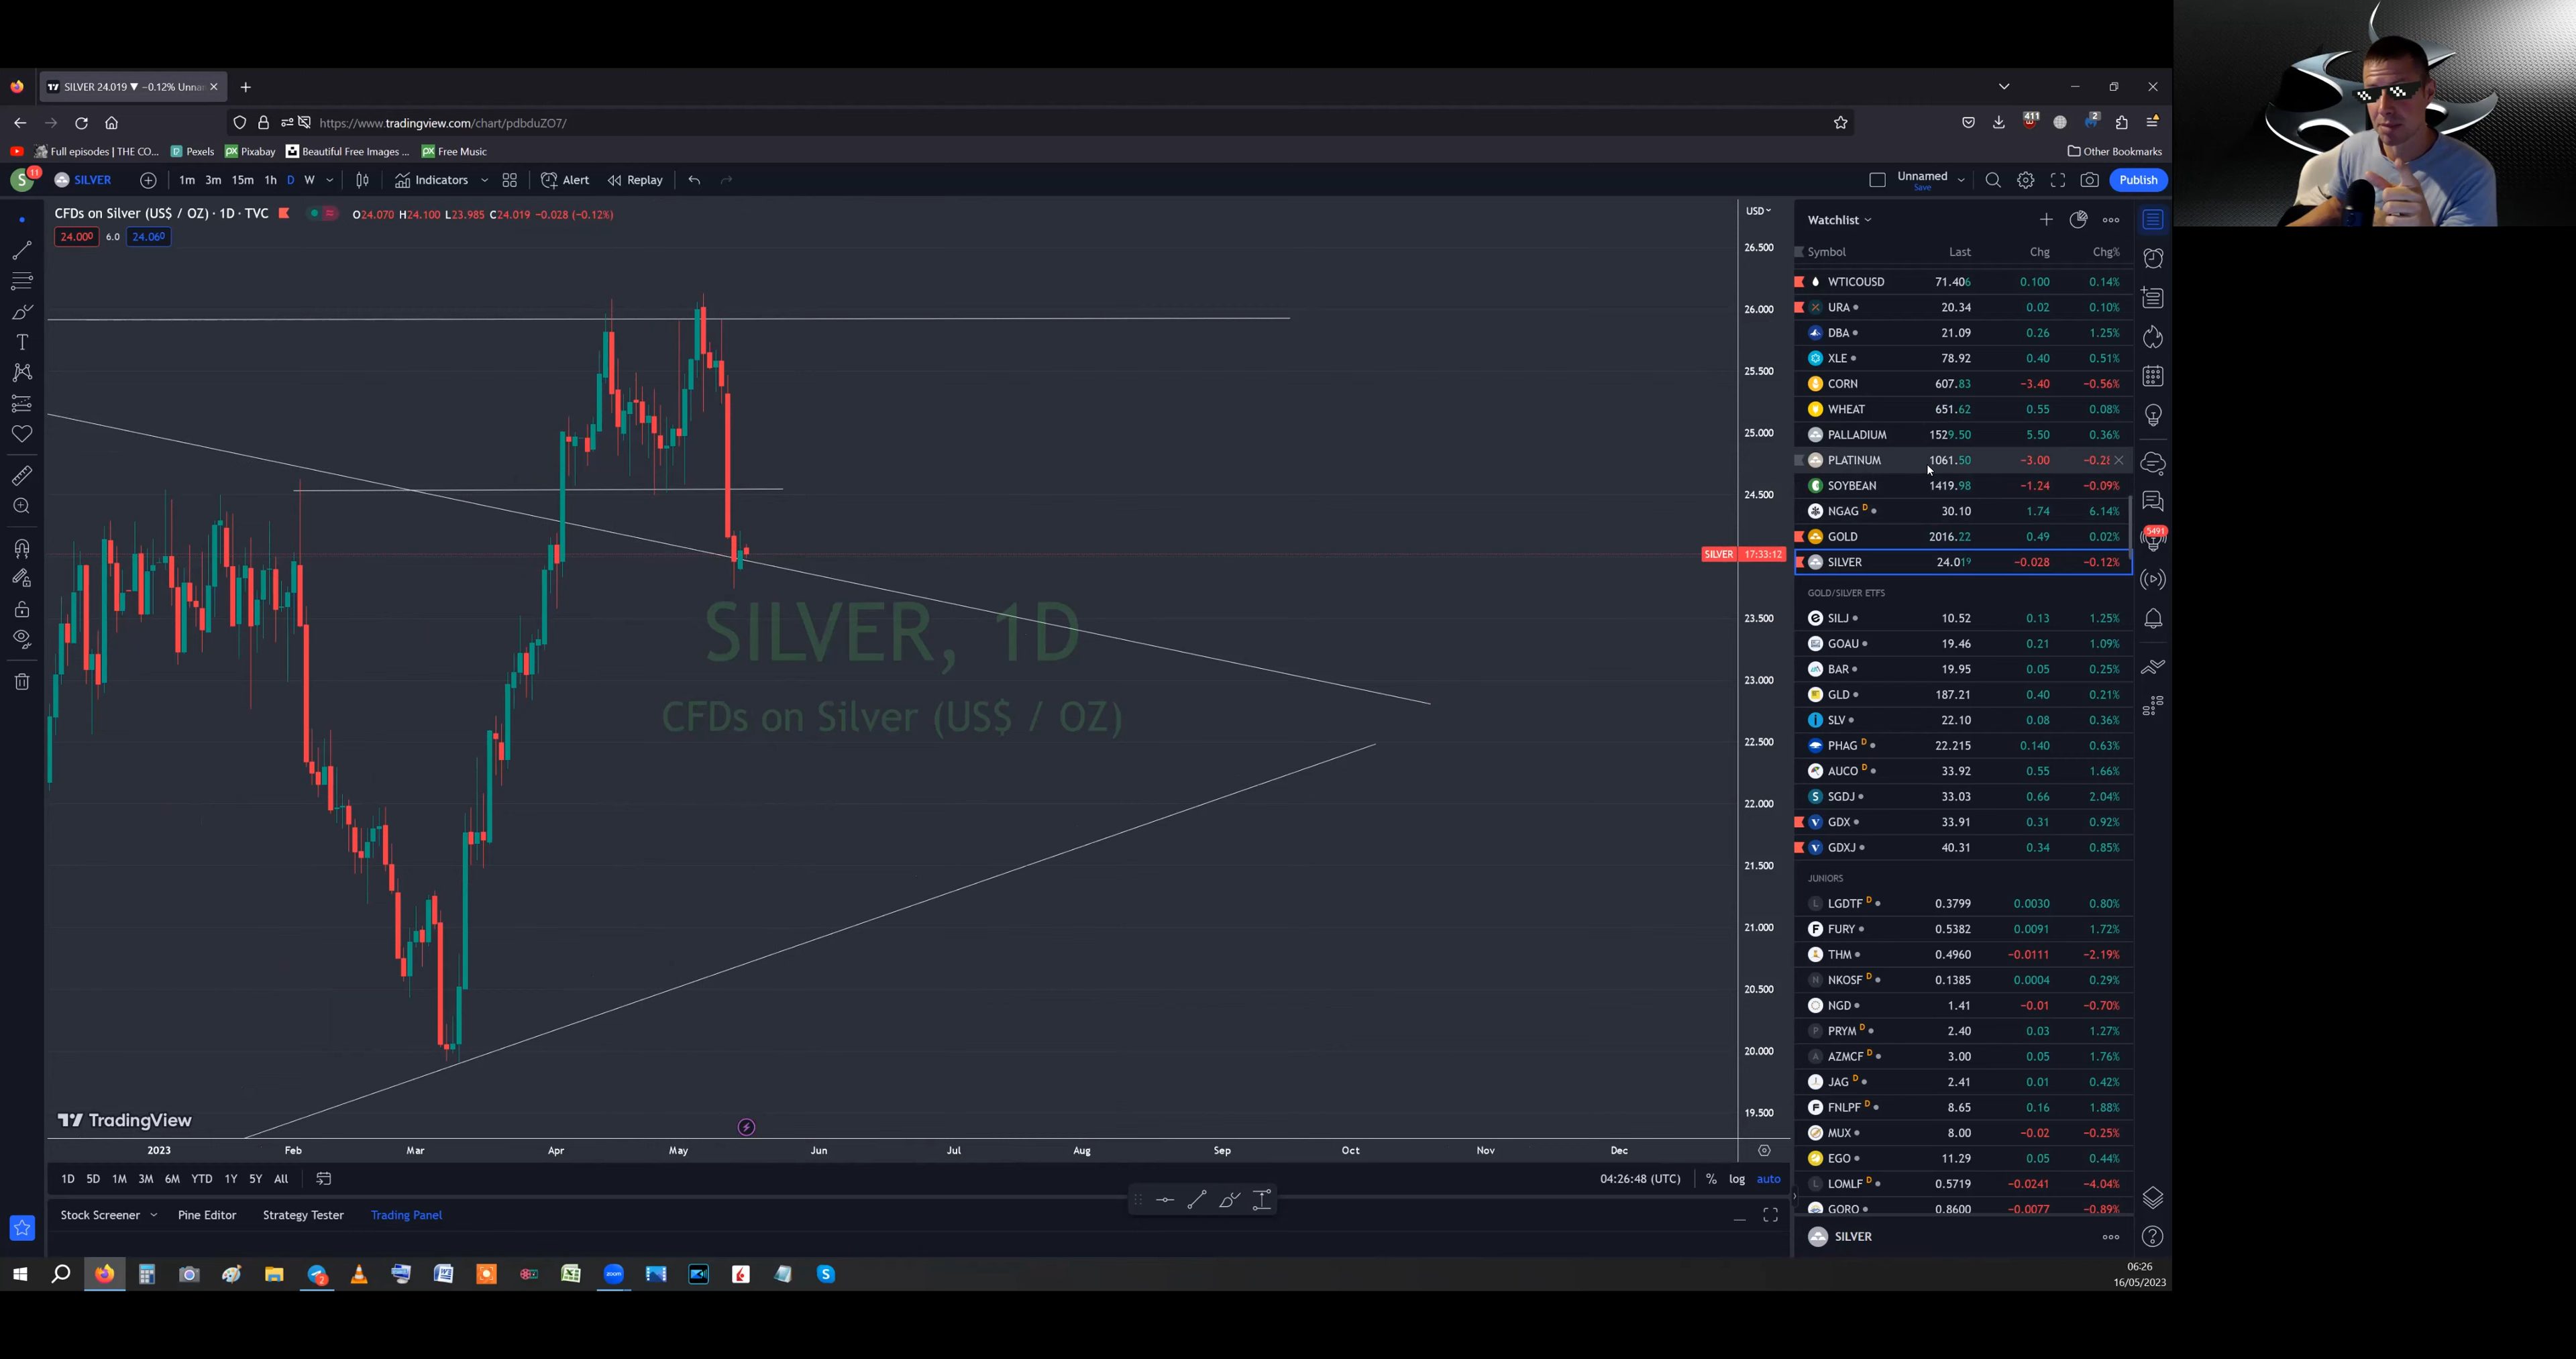 SILVER 24.019 ▼ −0.12% Unna
https://www.tradingview.com/chart/pdbduZO7/
411
2
Full episodes | THE CO...
Pexels
Pixabay
Beautiful Free Images ...
Free Music
Other Bookmarks
S 11
SILVER
1m 3m 15m 1h D W
Indicators
Alert
Replay
Unnamed
Save
Publish
CFDs on Silver (US$ / OZ) · 1D · TVC
O24.070 H24.100 L23.985 C24.019 −0.028 (−0.12%)
24.000 6.0 24.060
USD
26.500
26.000
25.500
25.000
24.500
SILVER 17:33:12
23.500
23.000
22.500
22.000
21.500
21.000
20.500
20.000
19.500
SILVER, 1D
CFDs on Silver (US$ / OZ)
TradingView
2023 Feb Mar Apr May Jun Jul Aug Sep Oct Nov Dec
1D 5D 1M 3M 6M YTD 1Y 5Y All
04:26:48 (UTC) % log auto
Stock Screener
Pine Editor
Strategy Tester
Trading Panel
Watchlist
Symbol Last Chg Chg%
WTICOUSD 71.406 0.100 0.14%
URA 20.34 0.02 0.10%
DBA 21.09 0.26 1.25%
XLE 78.92 0.40 0.51%
CORN 607.83 −3.40 −0.56%
WHEAT 651.62 0.55 0.08%
PALLADIUM 1529.50 5.50 0.36%
PLATINUM 1061.50 −3.00 −0.28
SOYBEAN 1419.98 −1.24 −0.09%
NGAG D 30.10 1.74 6.14%
GOLD 2016.22 0.49 0.02%
SILVER 24.019 −0.028 −0.12%
GOLD/SILVER ETFS
SILJ 10.52 0.13 1.25%
GOAU 19.46 0.21 1.09%
BAR 19.95 0.05 0.25%
GLD 187.21 0.40 0.21%
SLV 22.10 0.08 0.36%
PHAG D 22.215 0.140 0.63%
AUCO D 33.92 0.55 1.66%
SGDJ 33.03 0.66 2.04%
GDX 33.91 0.31 0.92%
GDXJ 40.31 0.34 0.85%
JUNIORS
LGDTF D 0.3799 0.0030 0.80%
FURY 0.5382 0.0091 1.72%
THM 0.4960 −0.0111 −2.19%
NKOSF D 0.1385 0.0004 0.29%
NGD 1.41 −0.01 −0.70%
PRYM D 2.40 0.03 1.27%
AZMCF D 3.00 0.05 1.76%
JAG D 2.41 0.01 0.42%
FNLPF D 8.65 0.16 1.88%
MUX 8.00 −0.02 −0.25%
EGO 11.29 0.05 0.44%
LOMLF D 0.5719 −0.0241 −4.04%
GORO 0.8600 −0.0077 −0.89%
SILVER
5491
zoom
06:26
16/05/2023